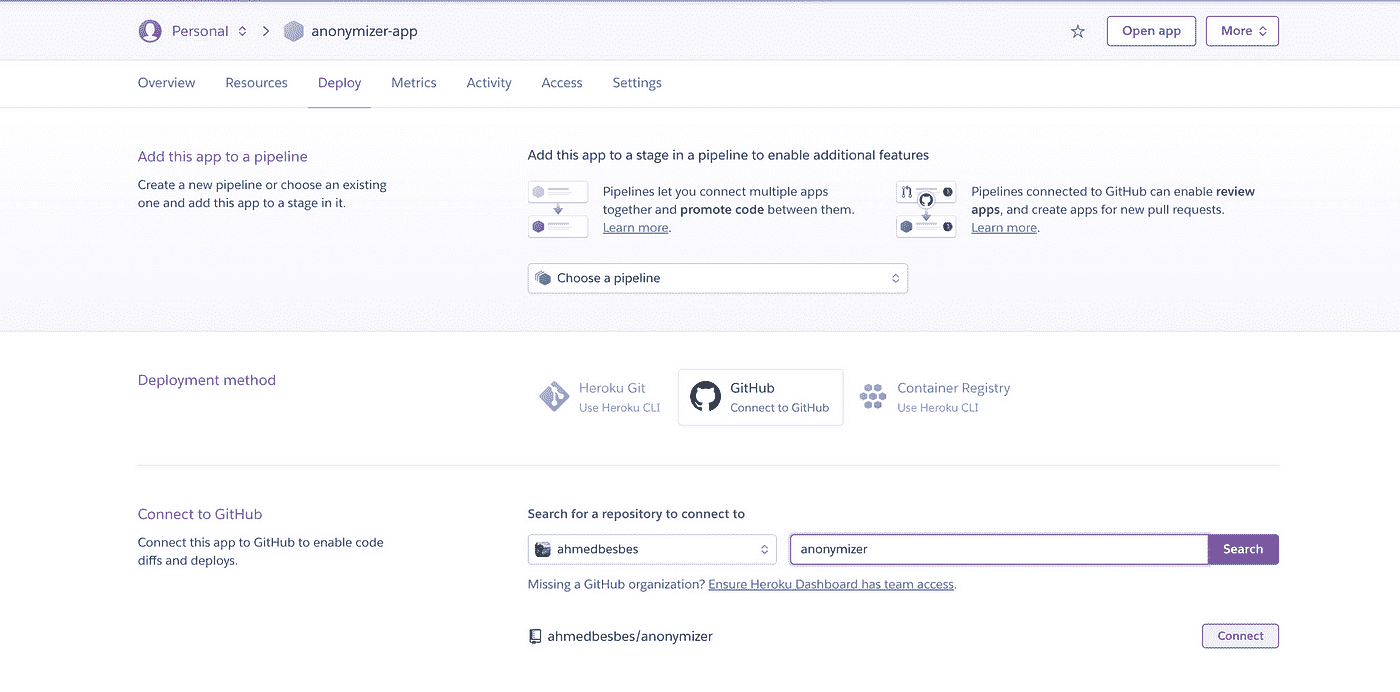 Personal
anonymizer-app
Open app
More
Overview
Resources
Deploy
Metrics
Activity
Access
Settings
Add this app to a pipeline
Create a new pipeline or choose an existing
one and add this app to a stage in it.
Add this app to a stage in a pipeline to enable additional features
Pipelines let you connect multiple apps
together and promote code between them.
Learn more.
Pipelines connected to GitHub can enable review
apps, and create apps for new pull requests.
Learn more.
Choose a pipeline
Deployment method
Heroku Git
Use Heroku CLI
GitHub
Connect to GitHub
Container Registry
Use Heroku CLI
Connect to GitHub
Connect this app to GitHub to enable code
diffs and deploys.
Search for a repository to connect to
ahmedbesbes
anonymizer
Search
Missing a GitHub organization? Ensure Heroku Dashboard has team access.
ahmedbesbes/anonymizer
Connect